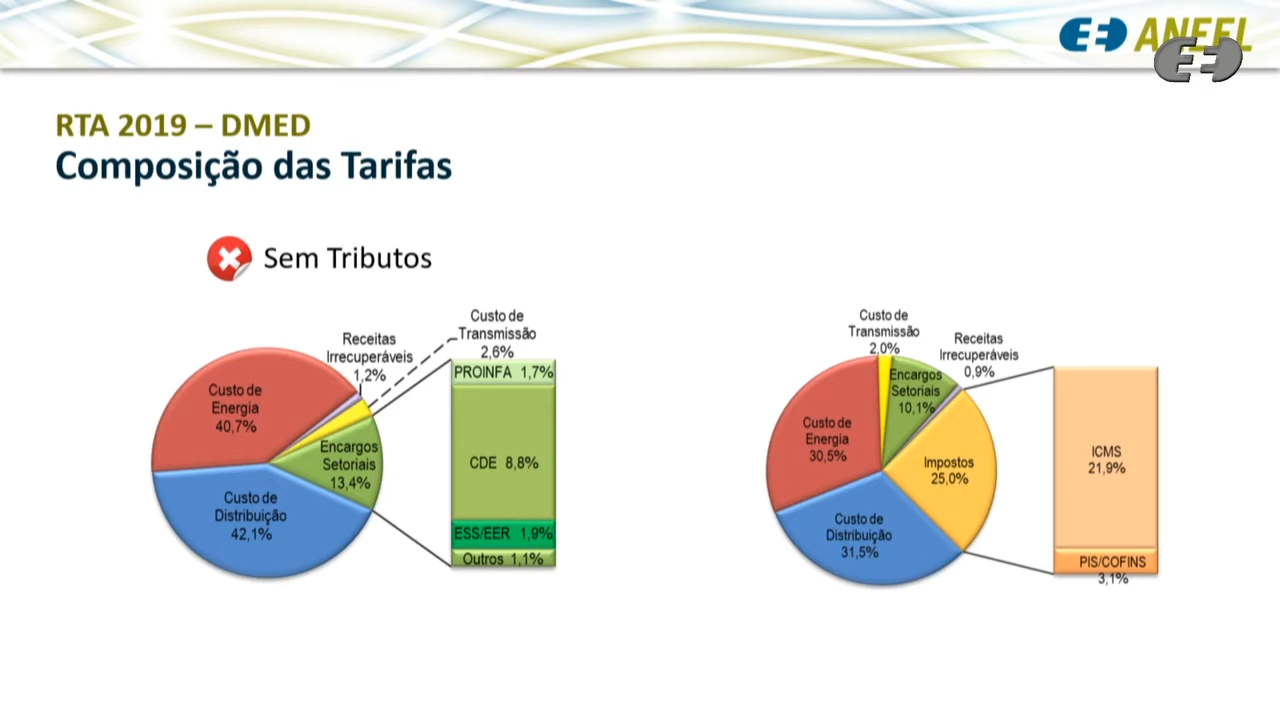 ANEEL
RTA 2019 – DMED
Composição das Tarifas
Sem Tributos
Receitas
Irrecuperáveis
1,2%
Custo de
Transmissão
2,6%
Custo de
Energia
40,7%
Encargos
Setoriais
13,4%
Custo de
Distribuição
42,1%
PROINFA 1,7%
CDE 8,8%
ESS/EER 1,9%
Outros 1,1%
Custo de
Transmissão
2,0%
Receitas
Irrecuperáveis
0,9%
Encargos
Setoriais
10,1%
Custo de
Energia
30,5%
Impostos
25,0%
Custo de
Distribuição
31,5%
ICMS
21,9%
PIS/COFINS
3,1%